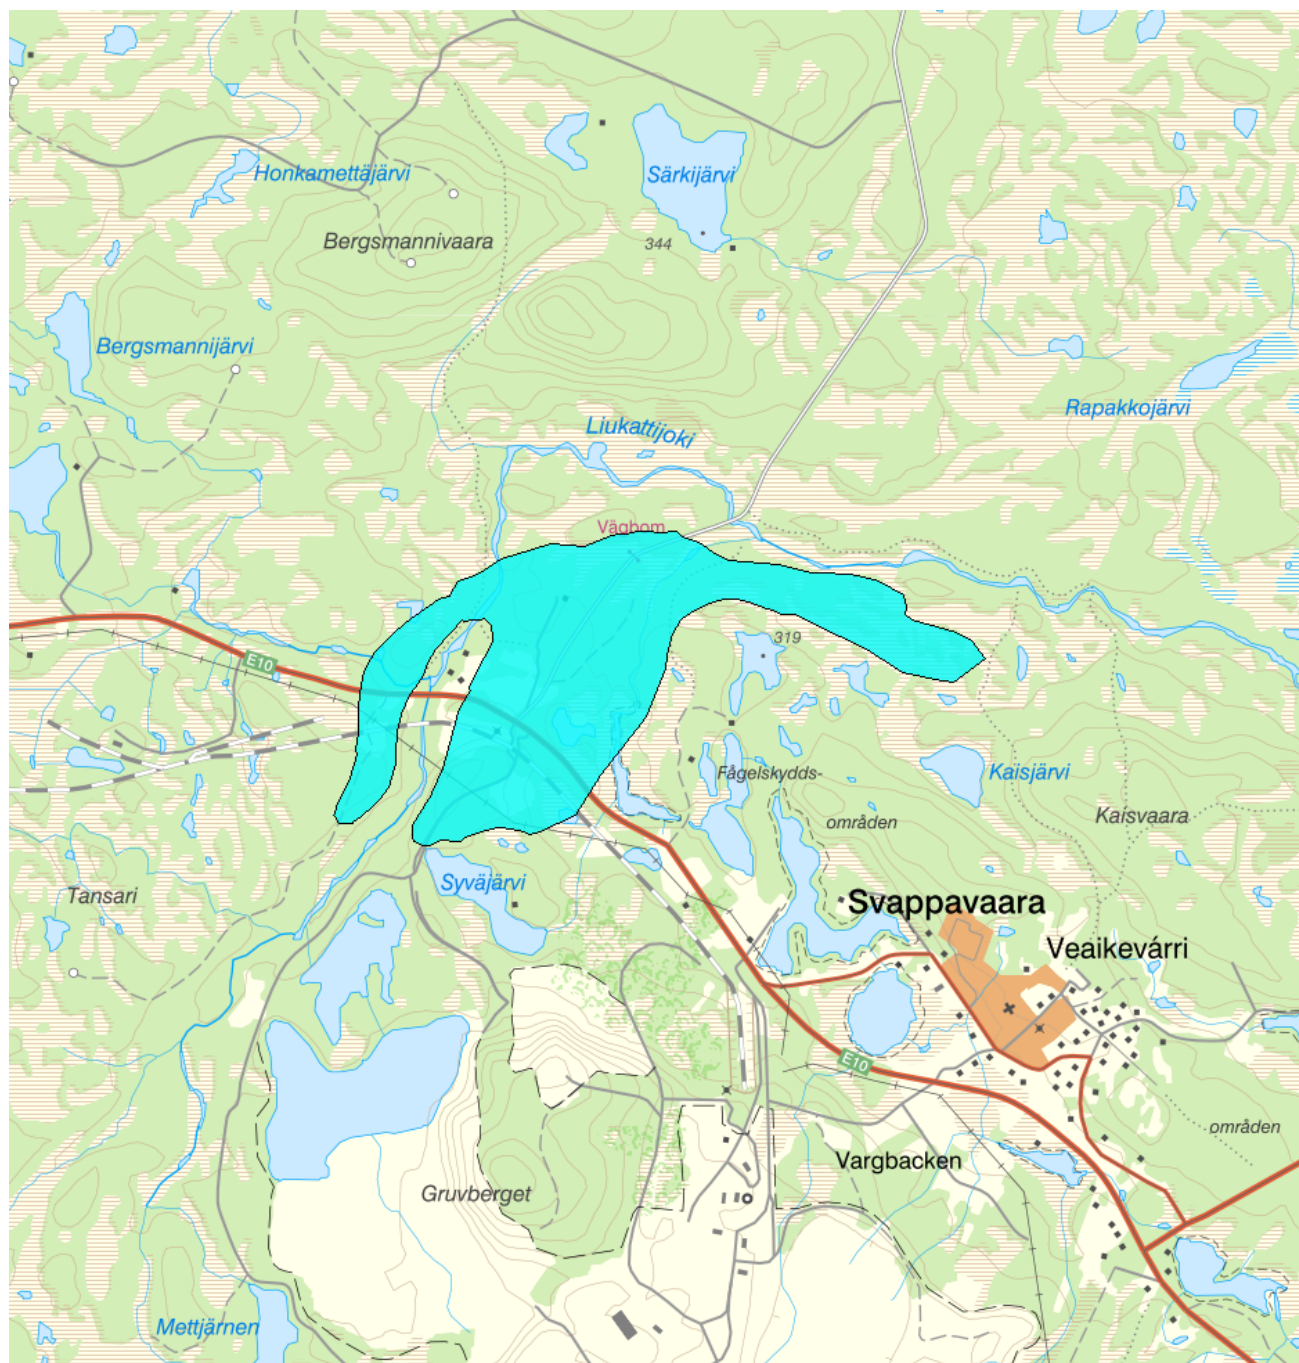 Honkamettäjärvi
Särkijärvi
Bergsmannivaara
344
Bergsmannijärvi
Rapakkojärvi
Liukattijoki
Vägbom
319
E10
Kaisjärvi
Fågelskydds-
områden
Kaisvaara
Syväjärvi
Tansari
Svappavaara
Veaikevárri
E10
områden
Vargbacken
Gruvberget
Mettjärnen